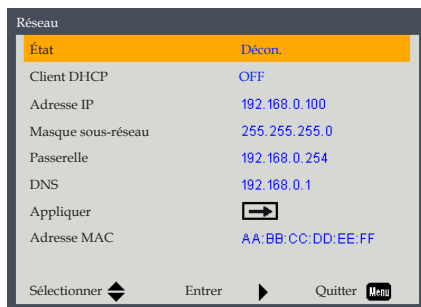 Réseau
État Décon.
Client DHCP OFF
Adresse IP 192.168.0.100
Masque sous-réseau 255.255.255.0
Passerelle 192.168.0.254
DNS 192.168.0.1
Appliquer
Adresse MAC AA:BB:CC:DD:EE:FF
Sélectionner Entrer Quitter Menu